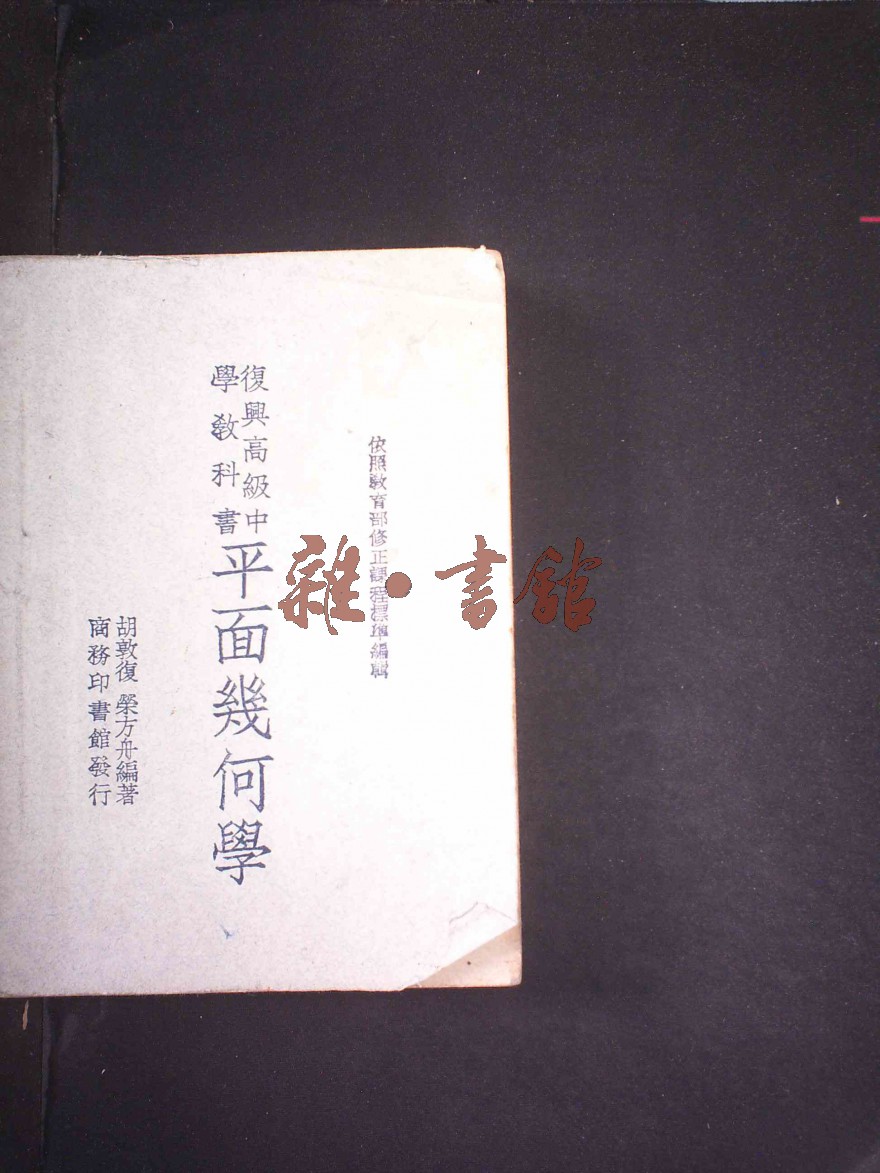 依照教育部修正課程標準編輯
復興高級中
學教科書
平面幾何學
胡敦復 榮方舟編著
商務印書館發行
雜·書館